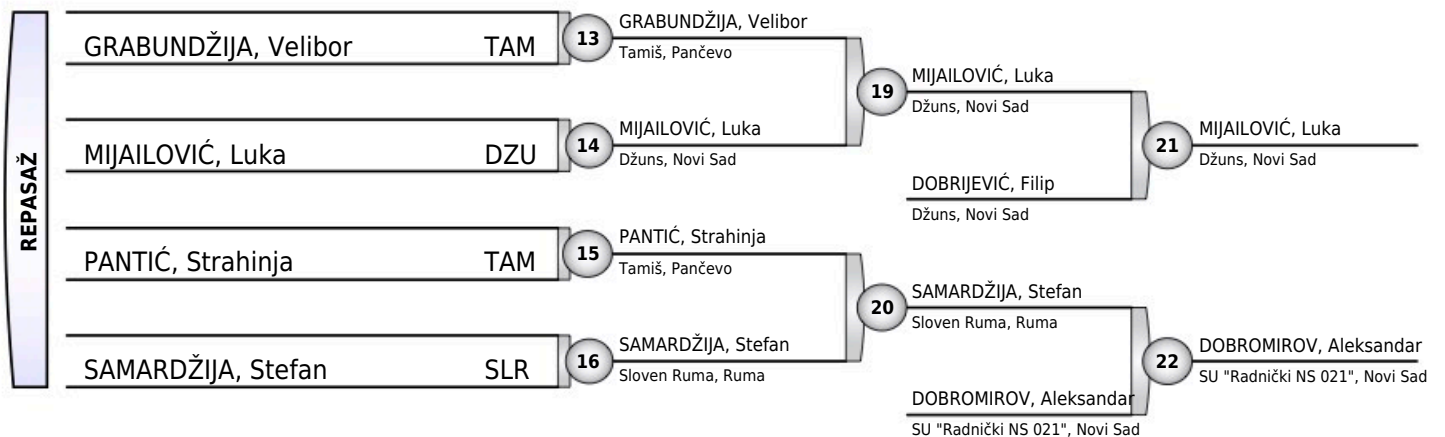 REPASAŽ
GRABUNDŽIJA, Velibor TAM
MIJAILOVIĆ, Luka DZU
PANTIĆ, Strahinja TAM
SAMARDŽIJA, Stefan SLR
13
GRABUNDŽIJA, Velibor
Tamiš, Pančevo
14
MIJAILOVIĆ, Luka
Džuns, Novi Sad
15
PANTIĆ, Strahinja
Tamiš, Pančevo
16
SAMARDŽIJA, Stefan
Sloven Ruma, Ruma
19
MIJAILOVIĆ, Luka
Džuns, Novi Sad
DOBRIJEVIĆ, Filip
Džuns, Novi Sad
20
SAMARDŽIJA, Stefan
Sloven Ruma, Ruma
DOBROMIROV, Aleksandar
SU "Radnički NS 021", Novi Sad
21
MIJAILOVIĆ, Luka
Džuns, Novi Sad
22
DOBROMIROV, Aleksandar
SU "Radnički NS 021", Novi Sad